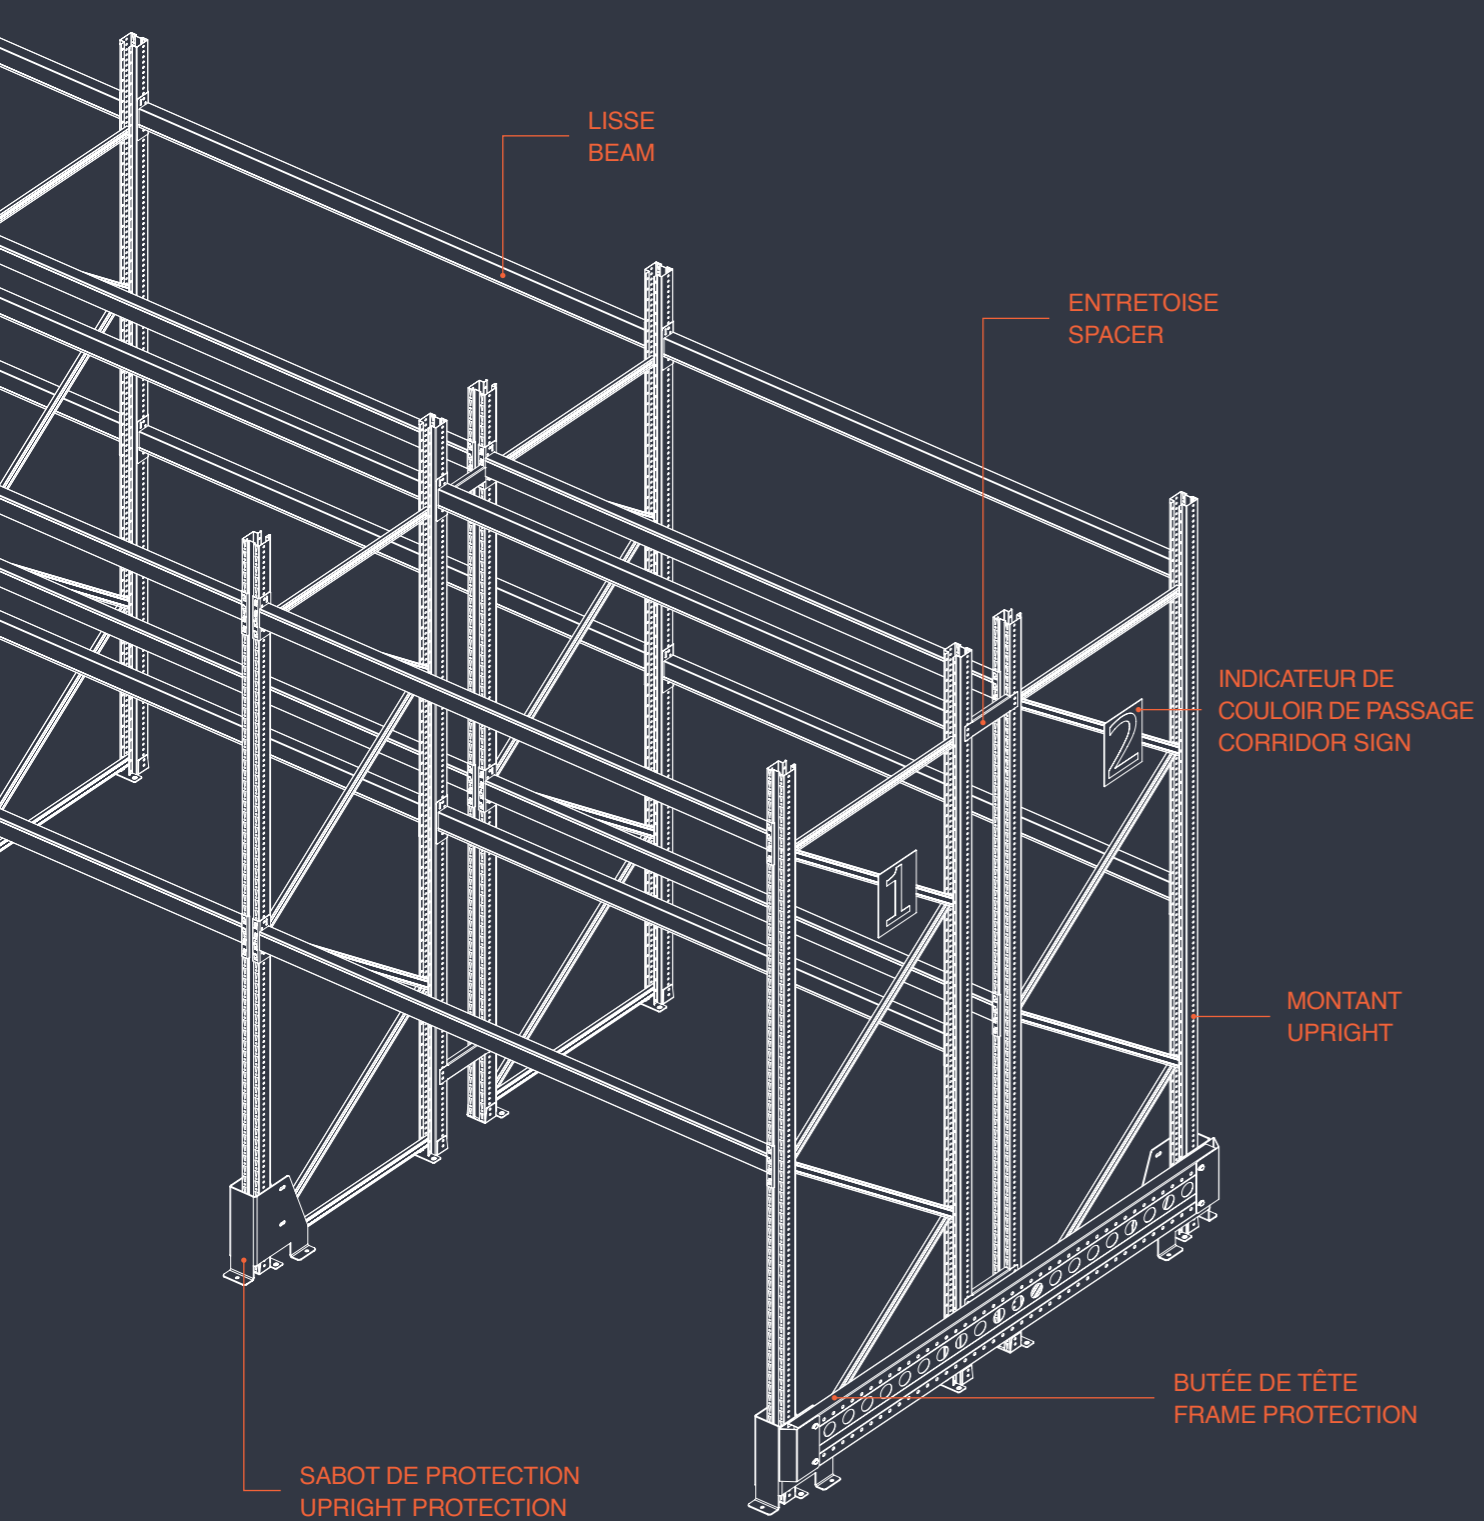 LISSE
BEAM
ENTRETOISE
SPACER
INDICATEUR DE
COULOIR DE PASSAGE
CORRIDOR SIGN
2
1
MONTANT
UPRIGHT
BUTÉE DE TÊTE
FRAME PROTECTION
SABOT DE PROTECTION
UPRIGHT PROTECTION